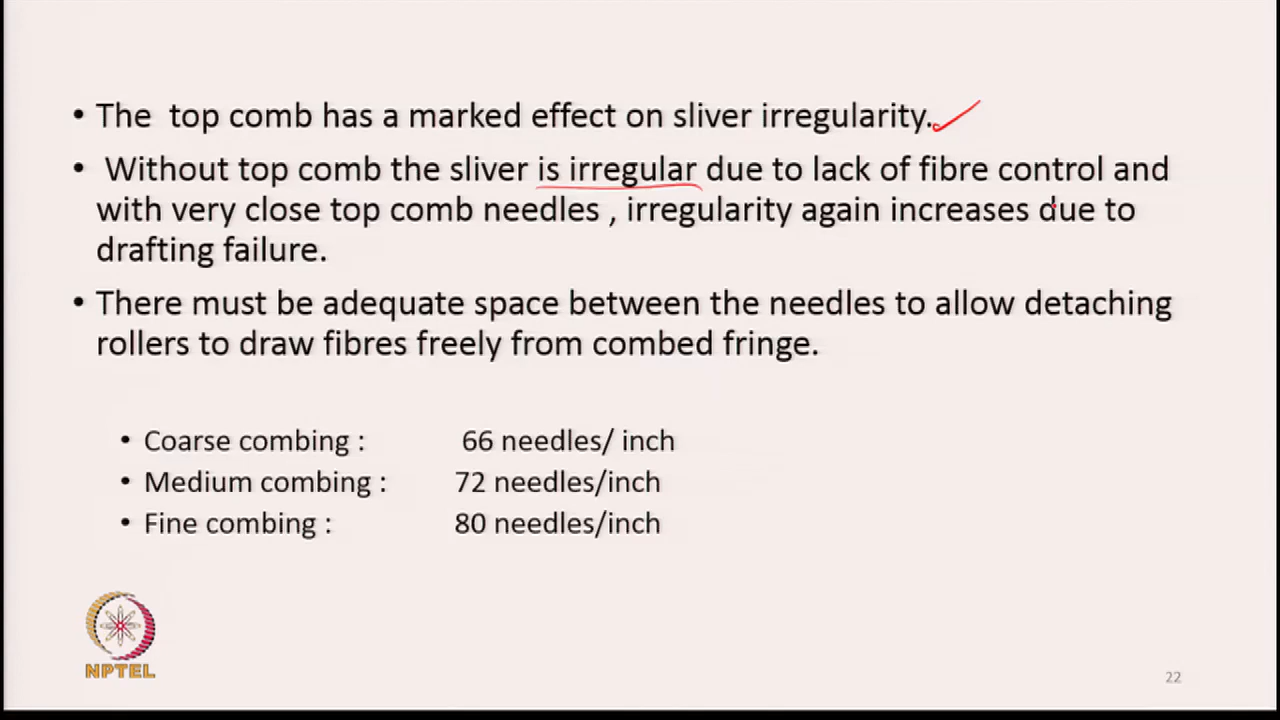 • The top comb has a marked effect on sliver irregularity.
• Without top comb the sliver is irregular due to lack of fibre control and
with very close top comb needles , irregularity again increases due to
drafting failure.
• There must be adequate space between the needles to allow detaching
rollers to draw fibres freely from combed fringe.
• Coarse combing : 66 needles/ inch
• Medium combing : 72 needles/inch
• Fine combing : 80 needles/inch
NPTEL
22